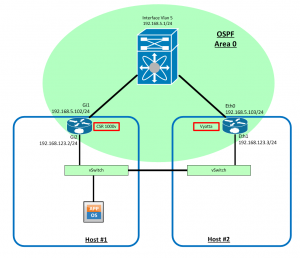 Interface Vlan 5
192.168.5.1/24
OSPF
Area 0
Gi1
192.168.5.102/24
Eth0
192.168.5.103/24
CSR 1000v
Vyatta
Gi2
192.168.123.2/24
Eth1
192.168.123.3/24
vSwitch
vSwitch
OS
Host #1
Host #2